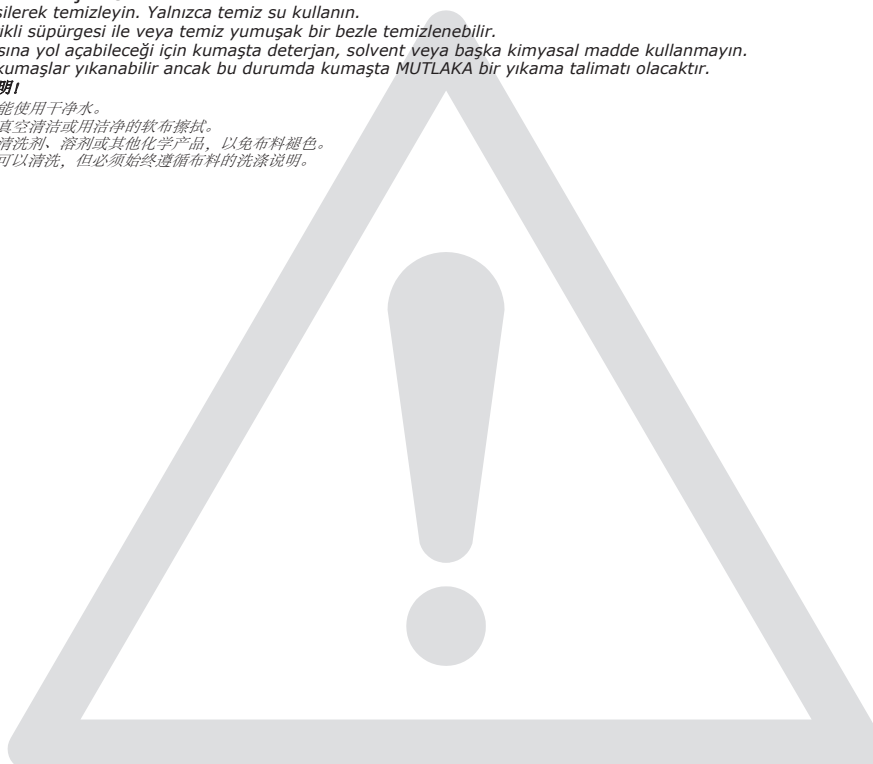 silerek temizleyin. Yalnızca temiz su kullanın.
ikli süpürgesi ile veya temiz yumuşak bir bezle temizlenebilir.
sına yol açabileceği için kumaşta deterjan, solvent veya başka kimyasal madde kullanmayın.
kumaşlar yıkanabilir ancak bu durumda kumaşta MUTLAKA bir yıkama talimatı olacaktır.
明!
能使用干净水。
真空清洁或用洁净的软布擦拭。
清洗剂、溶剂或其他化学产品，以免布料褪色。
可以清洗，但必须始终遵循布料的洗涤说明。